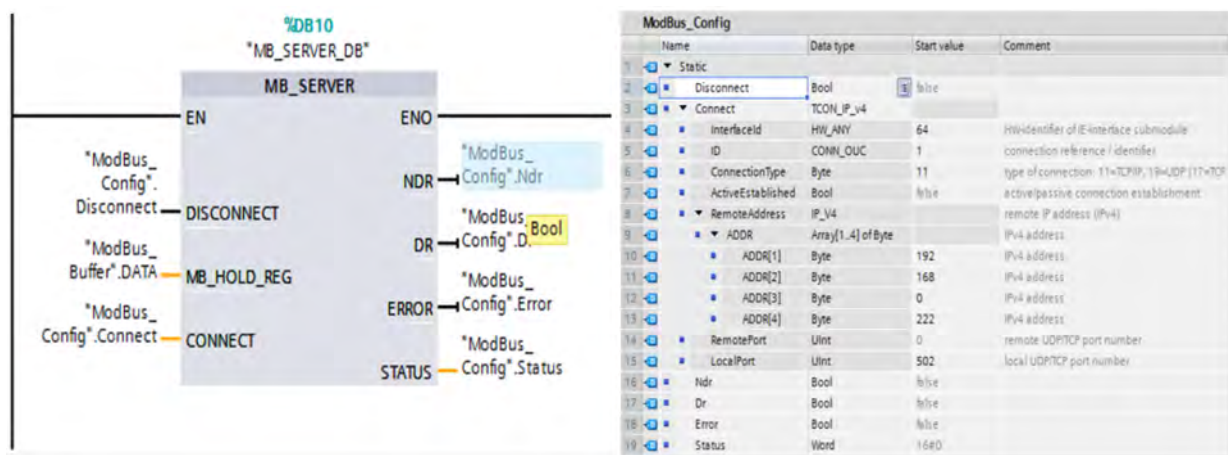 %DB10
"MB_SERVER_DB"
MB_SERVER
EN
ENO
"ModBus_
Config".
Disconnect
DISCONNECT
"ModBus_
Buffer".DATA
MB_HOLD_REG
"ModBus_
Config".Connect
CONNECT
"ModBus_
Config".Ndr
NDR
"ModBus_
Config".D
Bool
DR
"ModBus_
Config".Error
ERROR
"ModBus_
Config".Status
STATUS
ModBus_Config
Name Data type Start value Comment
1 Static
2 Disconnect Bool false
3 Connect TCON_IP_v4
4 InterfaceId HW_ANY 64 HW-identifier of IE-interface submodule
5 ID CONN_OUC 1 connection reference / identifier
6 ConnectionType Byte 11 type of connection: 11=TCP/IP, 19=UDP (17=TCP
7 ActiveEstablished Bool false active/passive connection establishment
8 RemoteAddress IP_V4 remote IP address (IPv4)
9 ADDR Array[1..4] of Byte IPv4 address
10 ADDR[1] Byte 192 IPv4 address
11 ADDR[2] Byte 168 IPv4 address
12 ADDR[3] Byte 0 IPv4 address
13 ADDR[4] Byte 222 IPv4 address
14 RemotePort UInt 0 remote UDP/TCP port number
15 LocalPort UInt 502 local UDP/TCP port number
16 Ndr Bool false
17 Dr Bool false
18 Error Bool false
19 Status Word 16#0